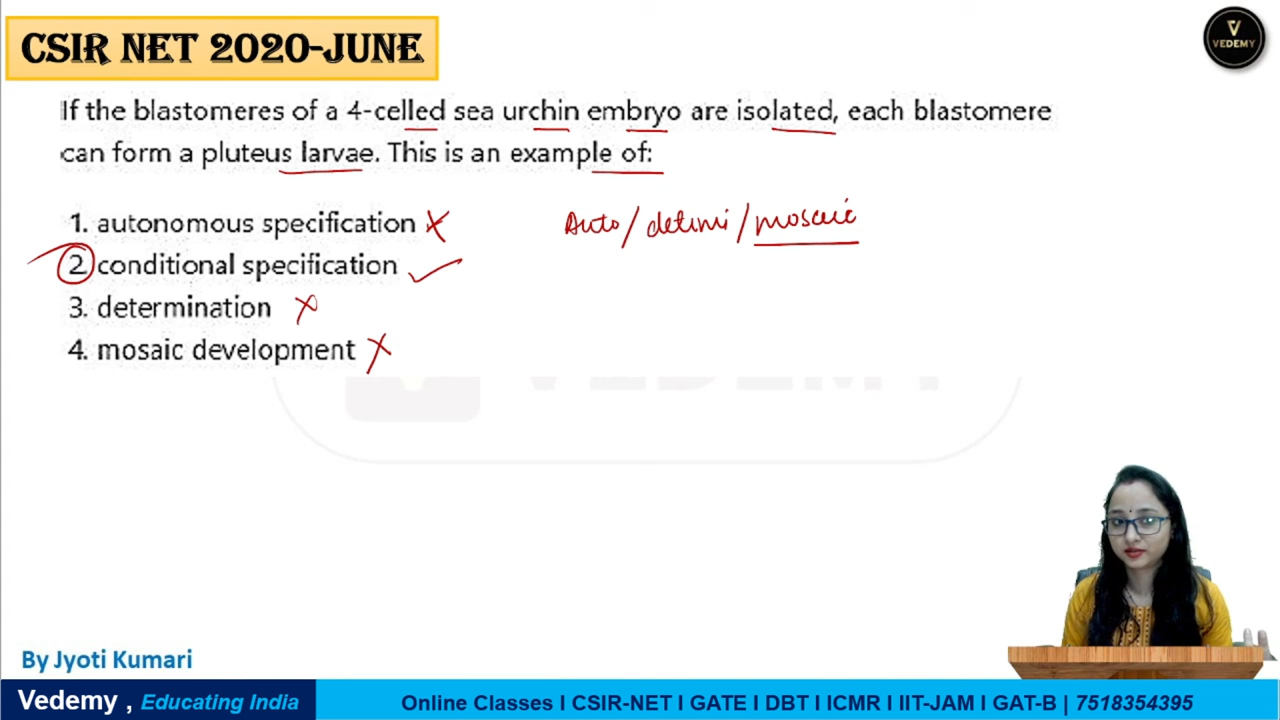 CSIR NET 2020-JUNE
V
VEDEMY
If the blastomeres of a 4-celled sea urchin embryo are isolated, each blastomere
can form a pluteus larvae. This is an example of:
1. autonomous specification
Auto/detemi/mosaic
2. conditional specification
3. determination
4. mosaic development
VEDEMY
By Jyoti Kumari
Vedemy , Educating India
Online Classes I CSIR-NET I GATE I DBT I ICMR I IIT-JAM I GAT-B | 7518354395